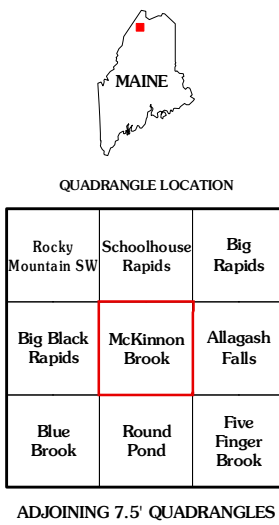 MAINE
QUADRANGLE LOCATION
Rocky
Mountain SW
Schoolhouse
Rapids
Big
Rapids
Big Black
Rapids
McKinnon
Brook
Allagash
Falls
Blue
Brook
Round
Pond
Five
Finger
Brook
ADJOINING 7.5' QUADRANGLES